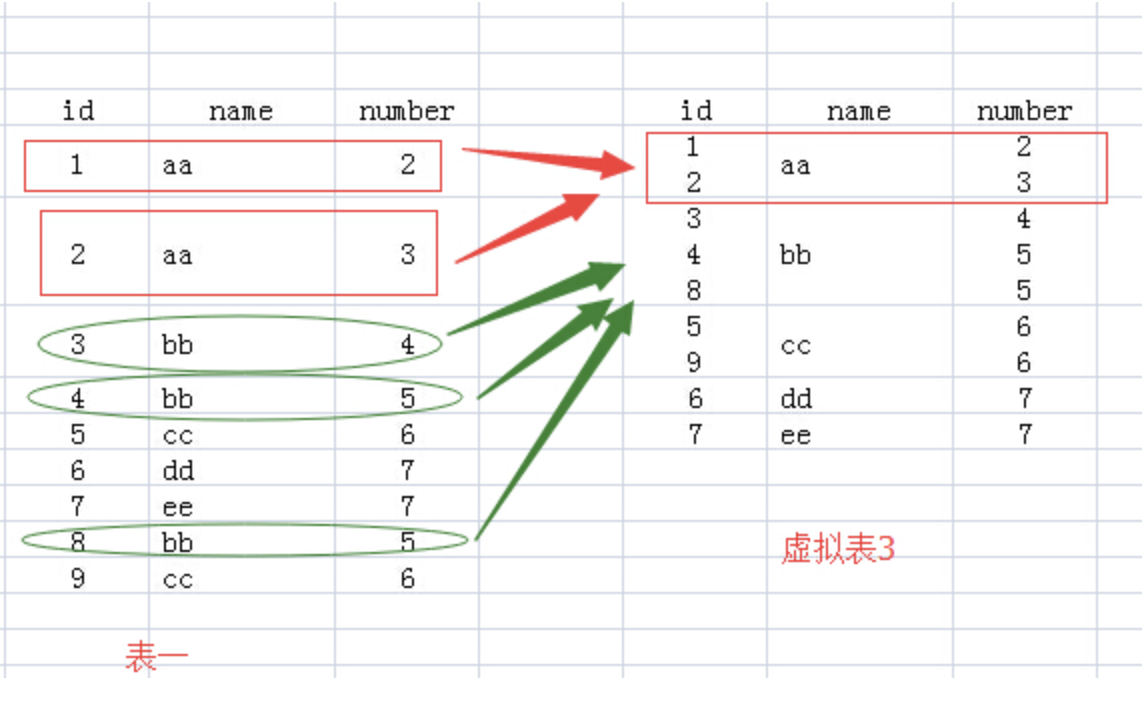 id name number id name number
1 aa 2 1 aa 2
2 3
2 aa 3 3 4
4 bb 5
8 5
3 bb 4 5 cc 6
9 6
4 bb 5 6 dd 7
5 cc 6 7 ee 7
6 dd 7
7 ee 7
8 bb 5 虚拟表3
9 cc 6
表一